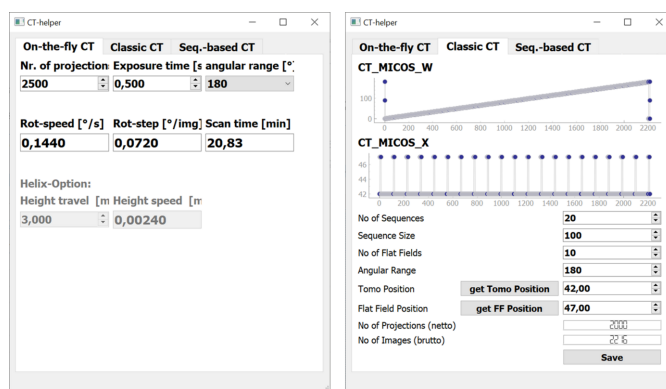 CT-helper
On-the-fly CT Classic CT Seq.-based CT
Nr. of projection Exposure time [s angular range [°]
2500 0,500 180
Rot-speed [°/s] Rot-step [°/img] Scan time [min]
0,1440 0,0720 20,83
Helix-Option:
Height travel [m Height speed [m
3,000 0,00240
CT-helper
On-the-fly CT Classic CT Seq.-based CT
CT_MICOS_W
100
0
0 200 400 600 800 1000 1200 1400 1600 1800 2000 2200
CT_MICOS_X
46
44
42
0 200 400 600 800 1000 1200 1400 1600 1800 2000 2200
No of Sequences 20
Sequence Size 100
No of Flat Fields 10
Angular Range 180
Tomo Position get Tomo Position 42,00
Flat Field Position get FF Position 47,00
No of Projections (netto) 2000
No of Images (brutto) 2216
Save